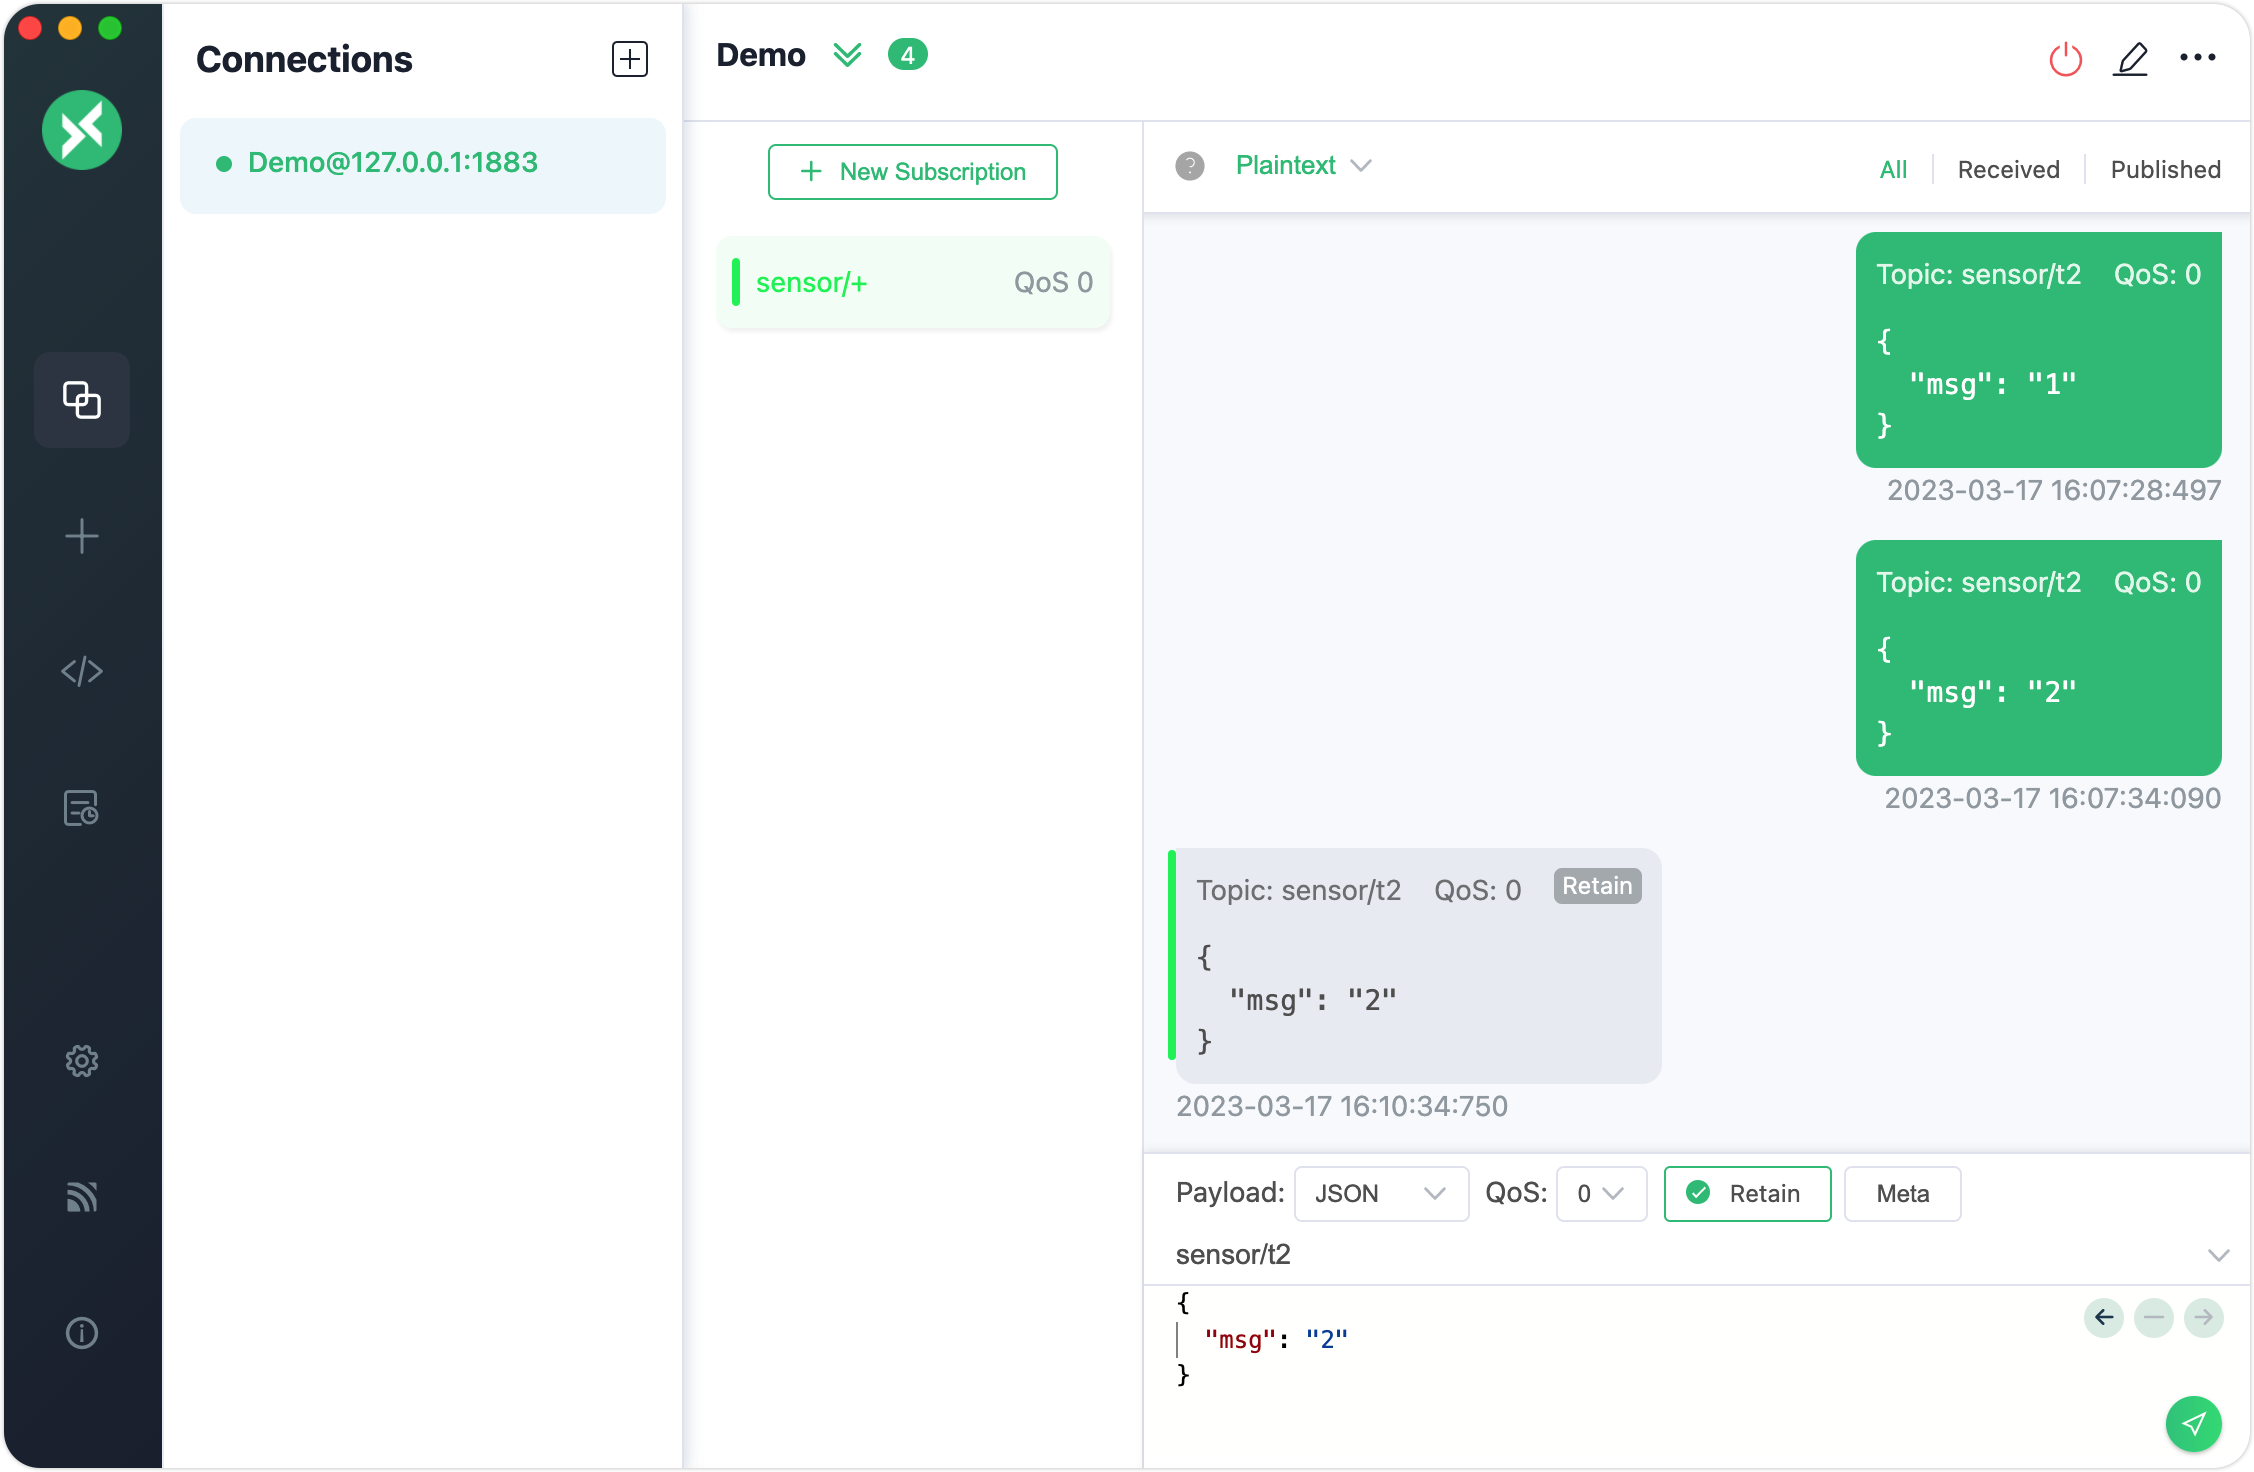 Connections
Demo@127.0.0.1:1883
Demo 4
New Subscription
sensor/+ QoS 0
? Plaintext
All Received Published
Topic: sensor/t2 QoS: 0
{
"msg": "1"
}
2023-03-17 16:07:28:497
Topic: sensor/t2 QoS: 0
{
"msg": "2"
}
2023-03-17 16:07:34:090
Topic: sensor/t2 QoS: 0 Retain
{
"msg": "2"
}
2023-03-17 16:10:34:750
Payload: JSON QoS: 0 Retain Meta
sensor/t2
{
"msg": "2"
}